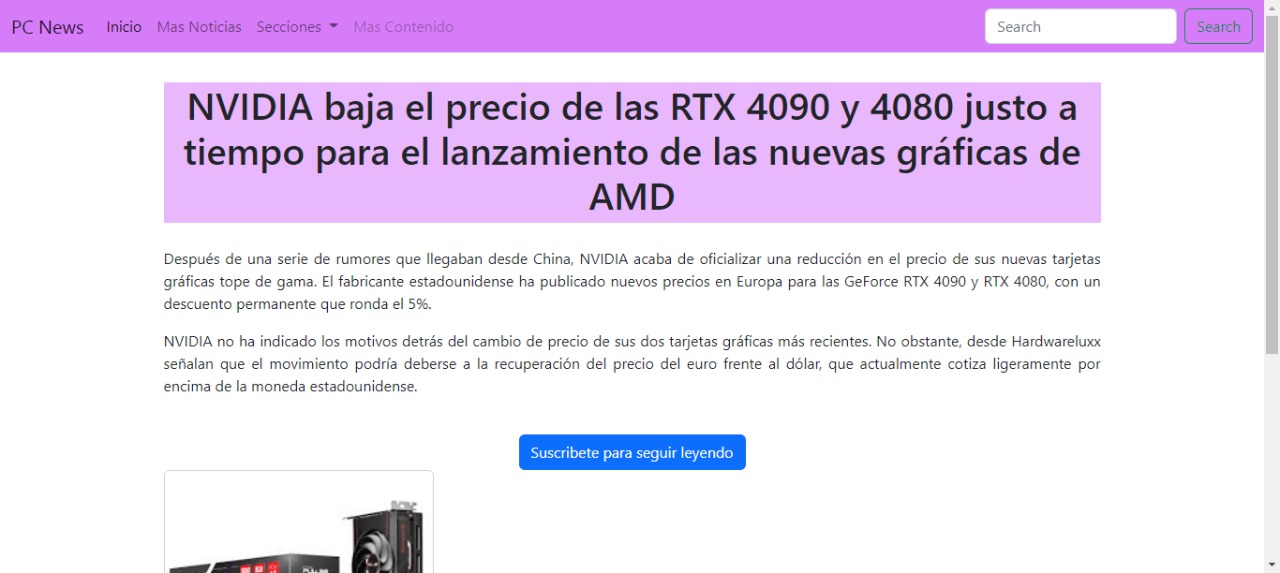 PC News Inicio Mas Noticias Secciones Mas Contenido Search Search
NVIDIA baja el precio de las RTX 4090 y 4080 justo a
tiempo para el lanzamiento de las nuevas gráficas de
AMD
Después de una serie de rumores que llegaban desde China, NVIDIA acaba de oficializar una reducción en el precio de sus nuevas tarjetas
gráficas tope de gama. El fabricante estadounidense ha publicado nuevos precios en Europa para las GeForce RTX 4090 y RTX 4080, con un
descuento permanente que ronda el 5%.
NVIDIA no ha indicado los motivos detrás del cambio de precio de sus dos tarjetas gráficas más recientes. No obstante, desde Hardwareluxx
señalan que el movimiento podría deberse a la recuperación del precio del euro frente al dólar, que actualmente cotiza ligeramente por
encima de la moneda estadounidense.
Suscribete para seguir leyendo